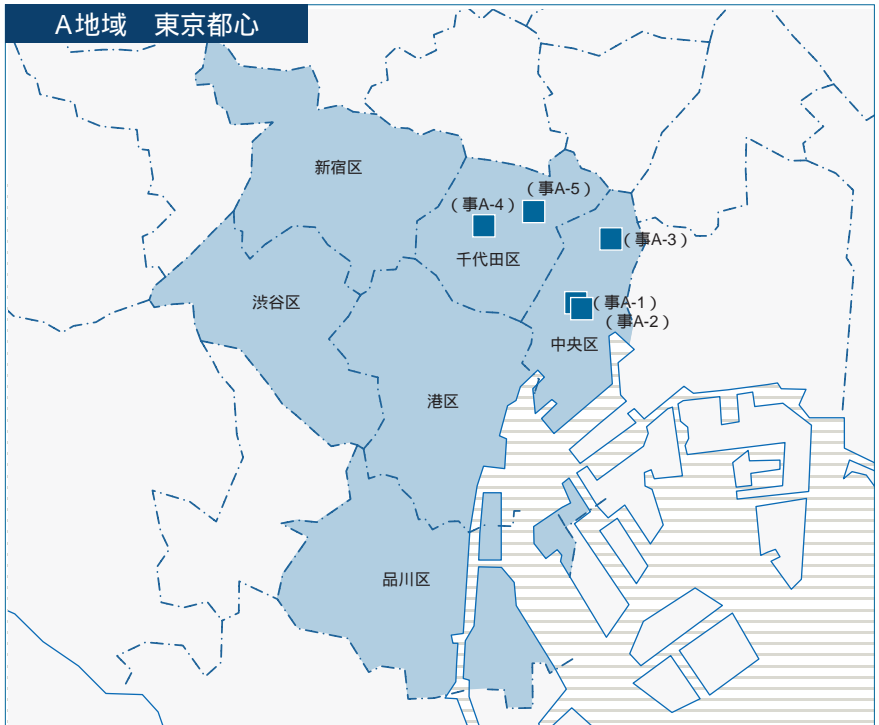 A地域　東京都心
新宿区
（事A-5）
（事A-4）
（事A-3）
千代田区
渋谷区
（事A-1）
（事A-2）
中央区
港区
品川区